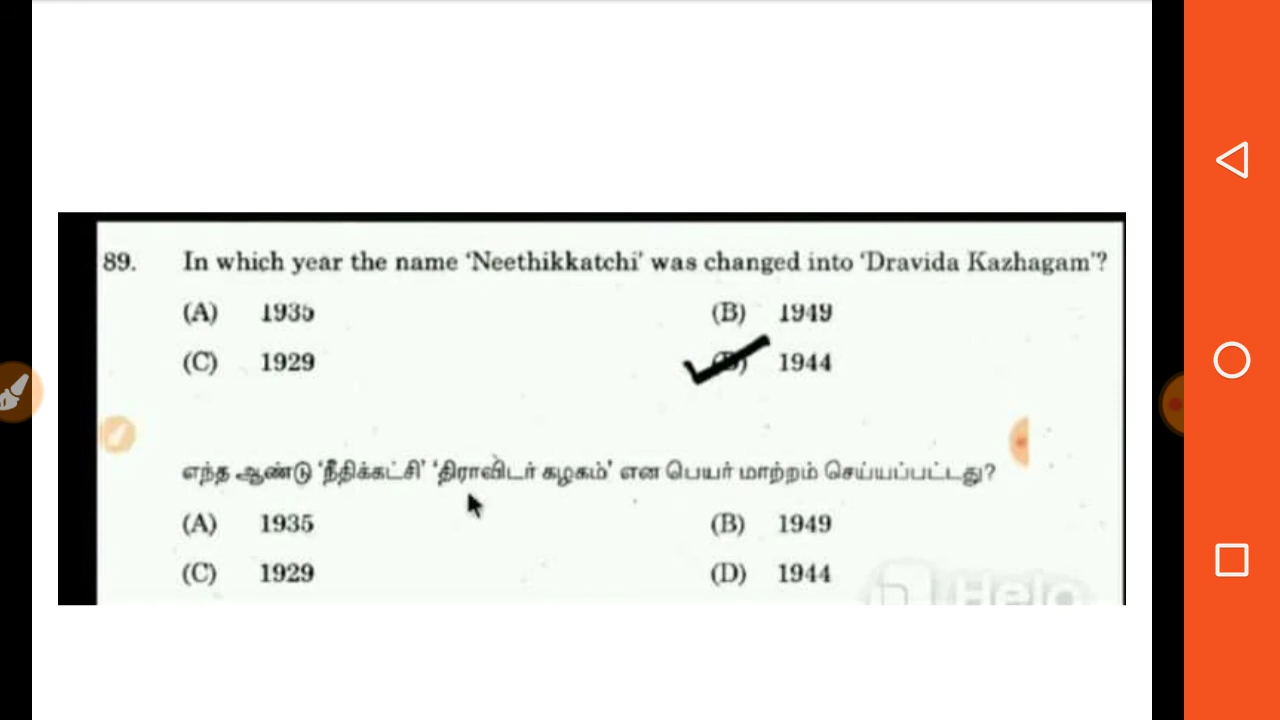 89. In which year the name ‘Neethikkatchi’ was changed into ‘Dravida Kazhagam’?
(A) 1935 (B) 1949
(C) 1929 (D) 1944
எந்த ஆண்டு ‘நீதிக்கட்சி’ ‘திராவிடர் கழகம்’ என பெயர் மாற்றம் செய்யப்பட்டது?
(A) 1935 (B) 1949
(C) 1929 (D) 1944
Help